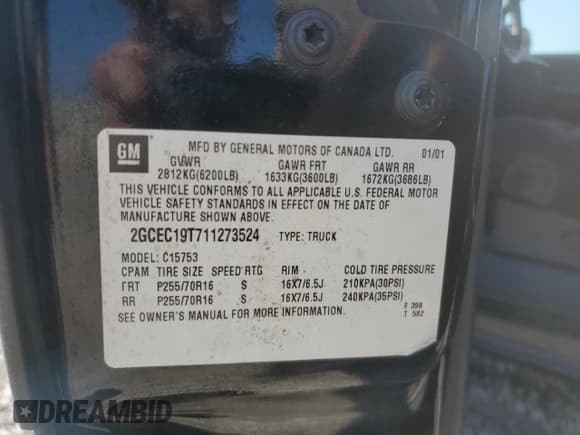 GM
MFD BY GENERAL MOTORS OF CANADA LTD. 01/01
GVWR GAWR FRT GAWR RR
2812KG(6200LB) 1633KG(3600LB) 1672KG(3686LB)
THIS VEHICLE CONFORMS TO ALL APPLICABLE U.S. FEDERAL MOTOR
VEHICLE SAFETY STANDARDS IN EFFECT ON THE DATE OF
MANUFACTURE SHOWN ABOVE.
2GCEC19T711273524 TYPE: TRUCK
MODEL: C15753
CPAM TIRE SIZE SPEED RTG RIM COLD TIRE PRESSURE
FRT P255/70R16 S 16X7/6.5J 210KPA(30PSI)
RR P255/70R16 S 16X7/6.5J 240KPA(35PSI)
SEE OWNER'S MANUAL FOR MORE INFORMATION.
F 398
T 582
DREAMBID